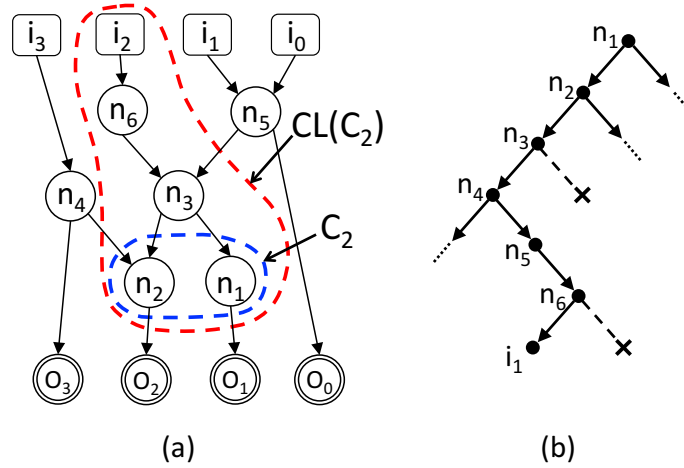 i3 i2 i1 i0
n1
n2
n6 n5
CL(C2)
n3
n4 n3
n4
C2
n5
n2 n1
n6
i1
O3 O2 O1 O0
(a) (b)